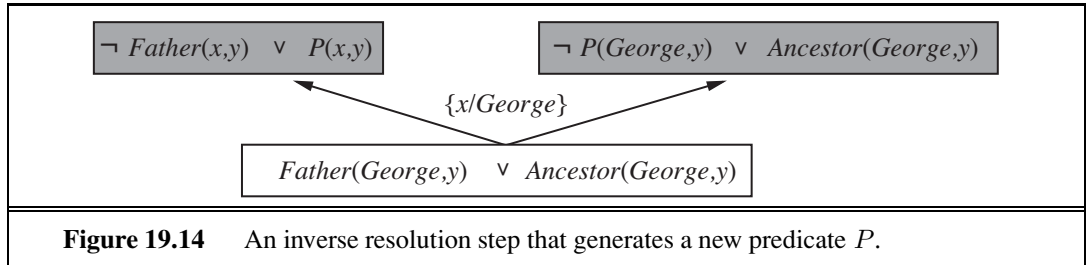 ¬ Father(x,y) ∨ P(x,y)
¬ P(George,y) ∨ Ancestor(George,y)
{x/George}
Father(George,y) ∨ Ancestor(George,y)
Figure 19.14 An inverse resolution step that generates a new predicate P.